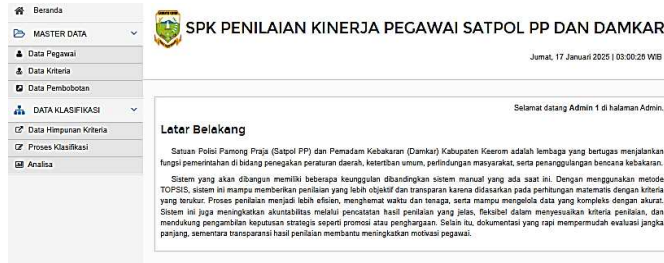 Beranda
MASTER DATA
Data Pegawai
Data Kriteria
Data Pembobotan
DATA KLASIFIKASI
Data Himpunan Kriteria
Proses Klasifikasi
Analisa
SPK PENILAIAN KINERJA PEGAWAI SATPOL PP DAN DAMKAR
Jumat, 17 Januari 2025 | 03:00:25 WIB
Selamat datang Admin 1 di halaman Admin.
Latar Belakang
Satuan Polisi Pamong Praja (Satpol PP) dan Pemadam Kebakaran (Damkar) Kabupaten Keerom adalah lembaga yang bertugas menjalankan
fungsi pemerintahan di bidang penegakan peraturan daerah, ketertiban umum, perlindungan masyarakat, serta penanggulangan bencana kebakaran.
Sistem yang akan dibangun memiliki beberapa keunggulan dibandingkan sistem manual yang ada saat ini. Dengan menggunakan metode
TOPSIS, sistem ini mampu memberikan penilaian yang lebih objektif dan transparan karena didasarkan pada perhitungan matematis dengan kriteria
yang terukur. Proses penilaian menjadi lebih efisien, menghemat waktu dan tenaga, serta mampu mengelola data yang kompleks dengan akurat.
Sistem ini juga meningkatkan akuntabilitas melalui pencatatan hasil penilaian yang jelas, fleksibel dalam menyesuaikan kriteria penilaian, dan
mendukung pengambilan keputusan strategis seperti promosi atau penghargaan. Selain itu, dokumentasi yang rapi mempermudah evaluasi jangka
panjang, sementara transparansi hasil penilaian membantu meningkatkan motivasi pegawai.